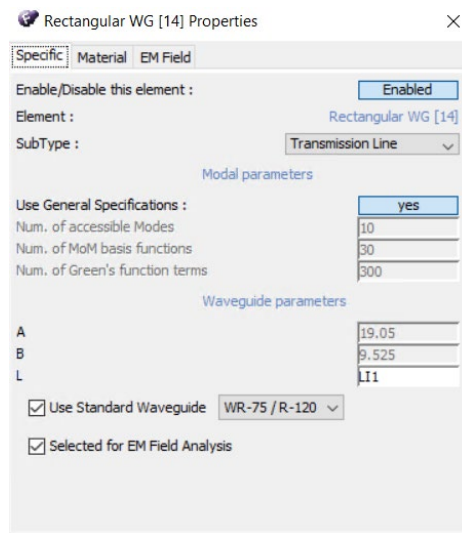 Rectangular WG [14] Properties
Specific Material EM Field
Enable/Disable this element : Enabled
Element : Rectangular WG [14]
SubType : Transmission Line
Modal parameters
Use General Specifications : yes
Num. of accessible Modes 10
Num. of MoM basis functions 30
Num. of Green's function terms 300
Waveguide parameters
A 19.05
B 9.525
L LI1
Use Standard Waveguide WR-75 / R-120
Selected for EM Field Analysis